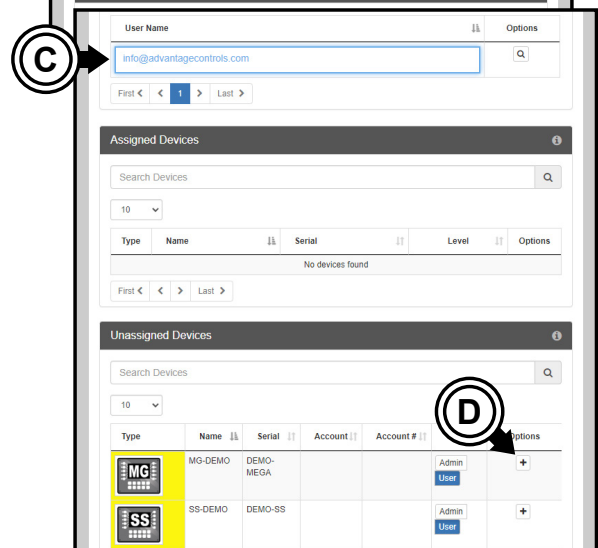 User Name Options
C
info@advantagecontrols.com
First 1 Last
Assigned Devices
Search Devices
10
Type Name Serial Level Options
No devices found
First Last
Unassigned Devices
Search Devices
10
D
Type Name Serial Account Account # Options
MG MG-DEMO DEMO-MEGA Admin User +
SS SS-DEMO DEMO-SS Admin User +